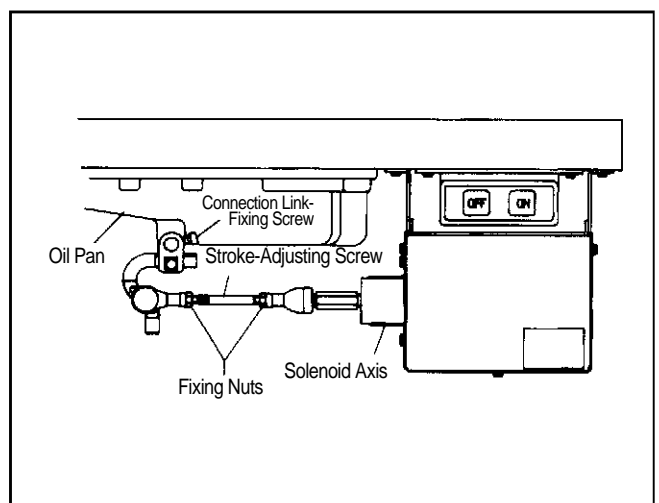 OFF ON
Connection Link-
Fixing Screw
Oil Pan
Stroke-Adjusting Screw
Solenoid Axis
Fixing Nuts